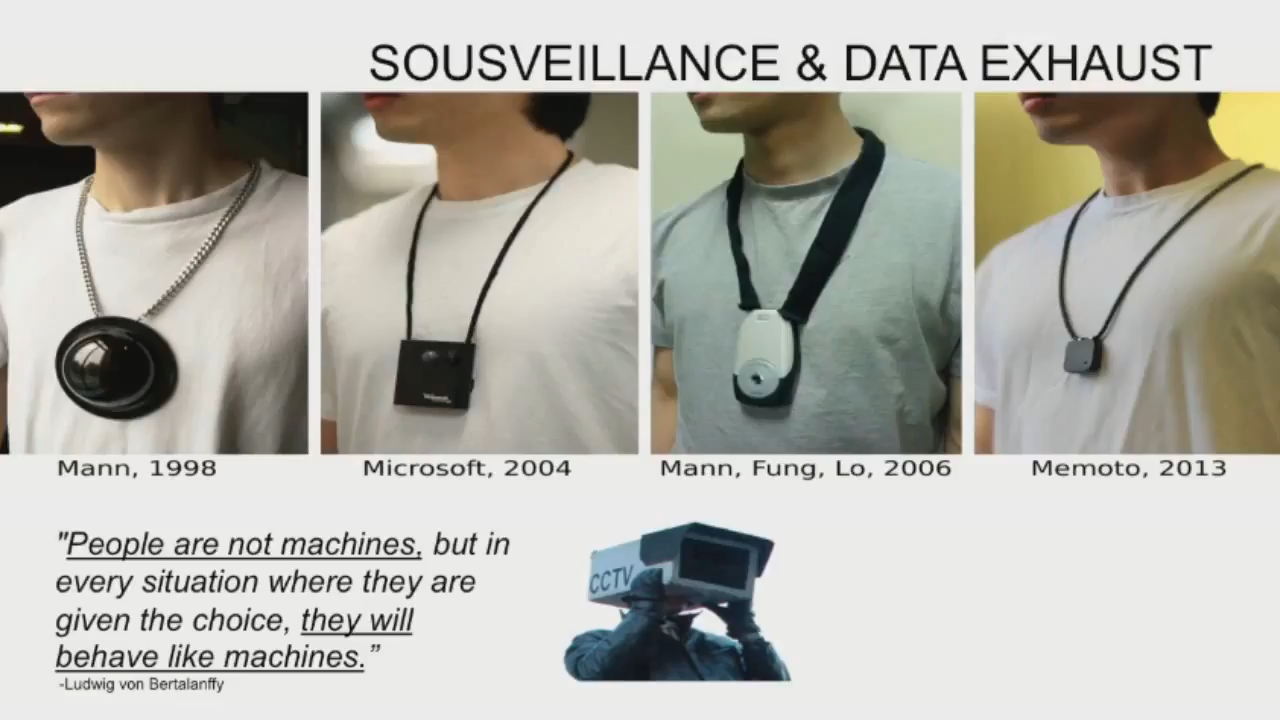 SOUSVEILLANCE & DATA EXHAUST
Mann, 1998
Microsoft, 2004
Mann, Fung, Lo, 2006
Memoto, 2013
"People are not machines, but in
every situation where they are
given the choice, they will
behave like machines.”
-Ludwig von Bertalanffy
CCTV